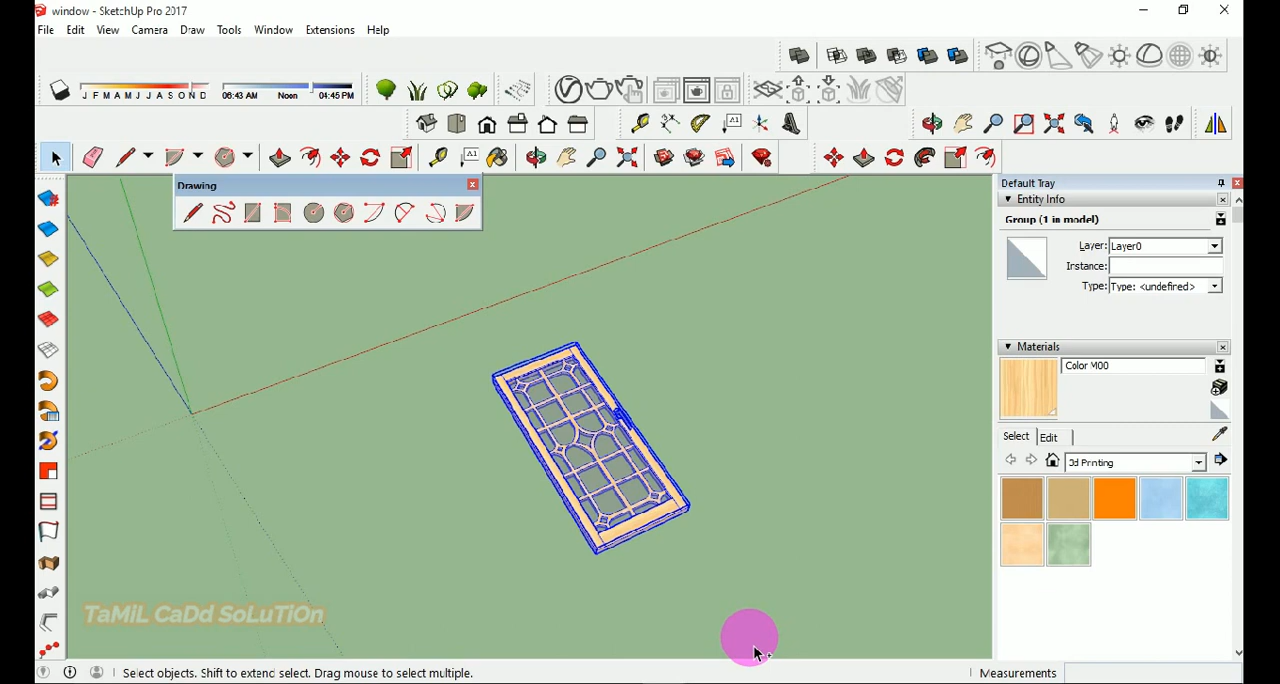 window - SketchUp Pro 2017
File Edit View Camera Draw Tools Window Extensions Help
J F M A M J J A S O N D
06:43 AM Noon 04:45 PM
A1
A1
Drawing
Default Tray
Entity Info
Group (1 in model)
Layer: Layer0
Instance:
Type: Type: <undefined>
Materials
Color M00
Select Edit
3d Printing
TaMiL CaDd SoLuTiOn
Select objects. Shift to extend select. Drag mouse to select multiple.
Measurements